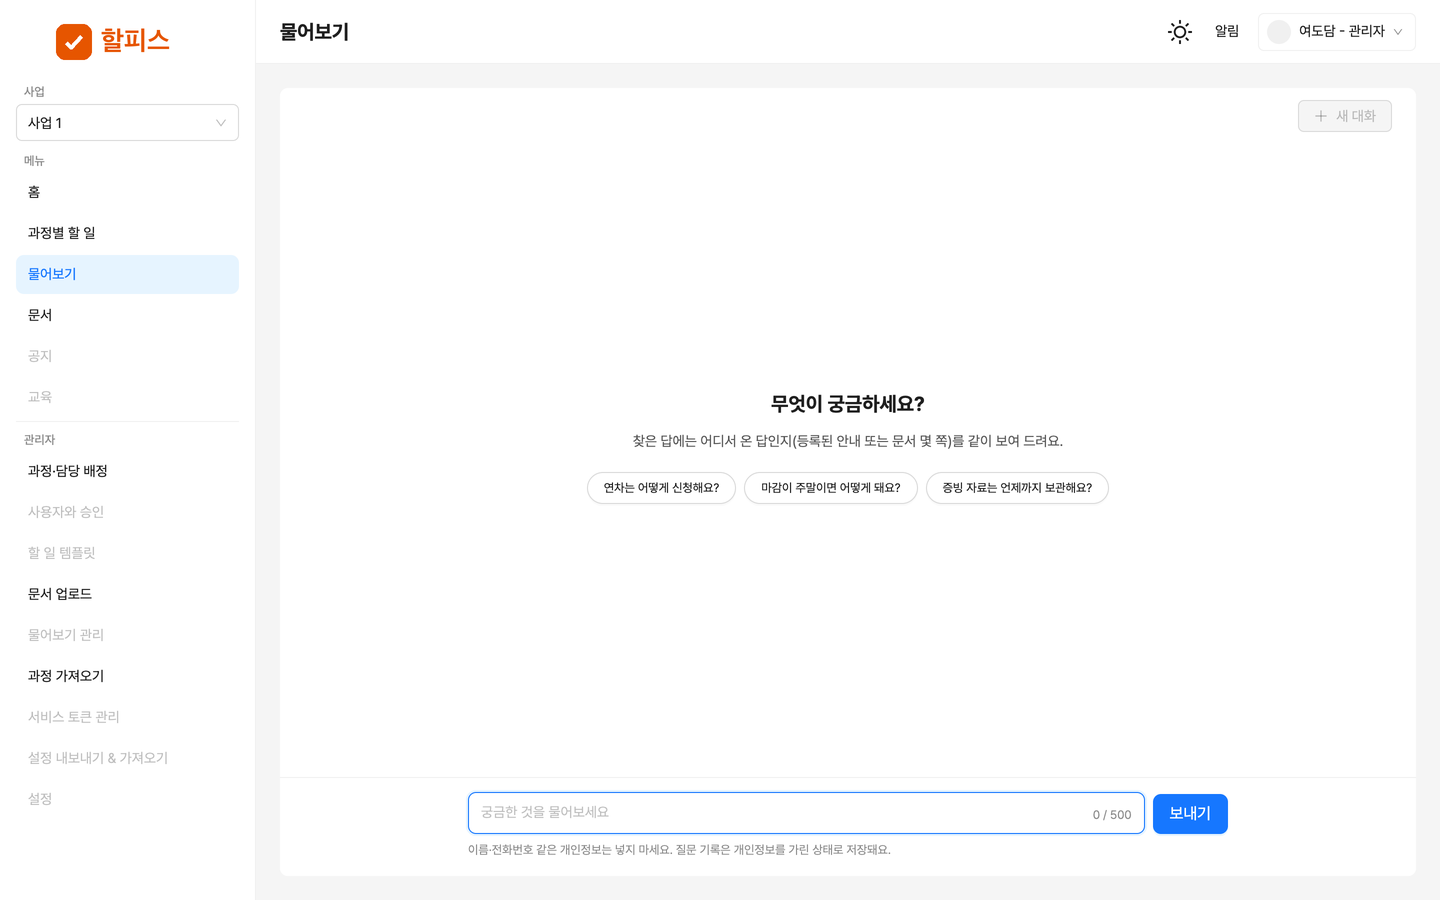 할피스
사업
사업 1
메뉴
홈
과정별 할 일
물어보기
문서
공지
교육
관리자
과정·담당 배정
사용자와 승인
할 일 템플릿
문서 업로드
물어보기 관리
과정 가져오기
서비스 토큰 관리
설정 내보내기 & 가져오기
설정
물어보기
알림
여도담 - 관리자
새 대화
무엇이 궁금하세요?
찾은 답에는 어디서 온 답인지(등록된 안내 또는 문서 몇 쪽)를 같이 보여 드려요.
연차는 어떻게 신청해요?
마감이 주말이면 어떻게 돼요?
증빙 자료는 언제까지 보관해요?
궁금한 것을 물어보세요
0 / 500
보내기
이름·전화번호 같은 개인정보는 넣지 마세요. 질문 기록은 개인정보를 가린 상태로 저장돼요.